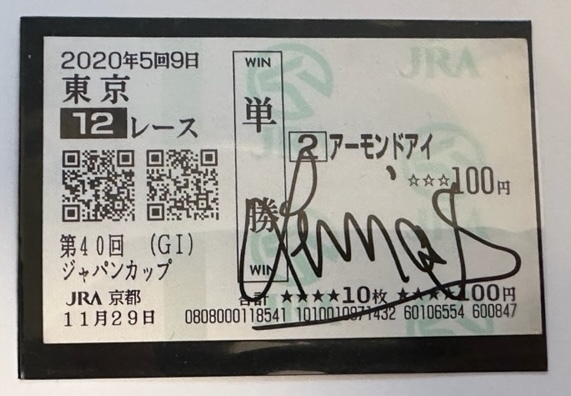 2020年5回9日
東京
12レース
第40回 (GI)
ジャパンカップ
JRA 京都
11月29日
WIN
単勝
WIN
2 アーモンドアイ
☆☆☆100円
合計 ★★★★10枚 ★★★★100円
0808000118541 1010010971432 60106554 600847
JRA